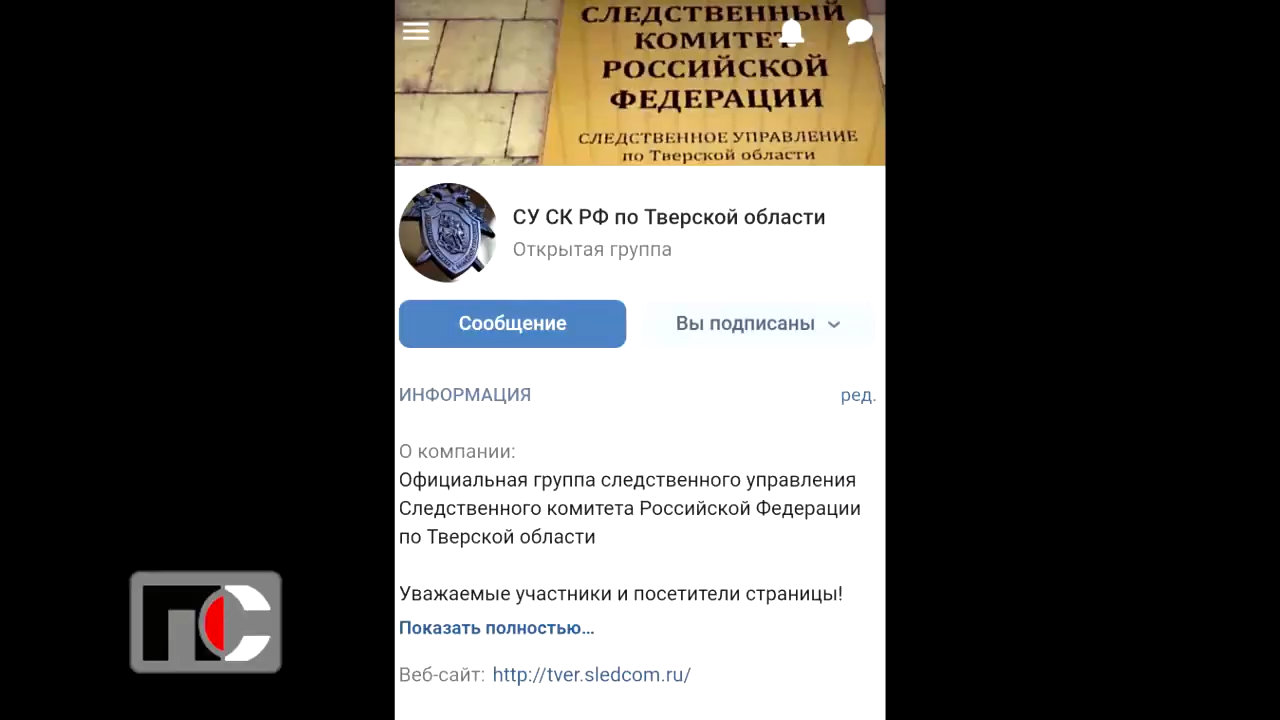 СЛЕДСТВЕННЫЙ
КОМИТЕТ
РОССИЙСКОЙ
ФЕДЕРАЦИИ
СЛЕДСТВЕННОЕ УПРАВЛЕНИЕ
по Тверской области
СУ СК РФ по Тверской области
Открытая группа
Сообщение
Вы подписаны
ИНФОРМАЦИЯ
ред.
О компании:
Официальная группа следственного управления
Следственного комитета Российской Федерации
по Тверской области
Уважаемые участники и посетители страницы!
Показать полностью...
Веб-сайт: http://tver.sledcom.ru/
ПС